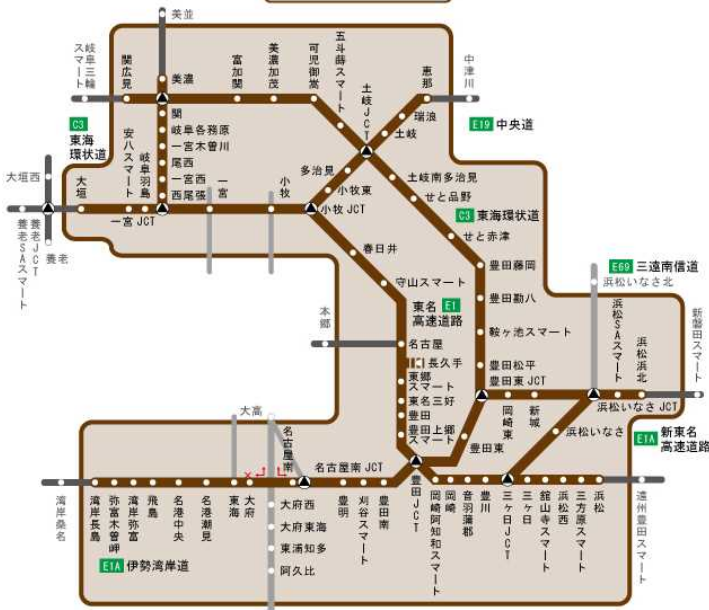 美並
岐阜三輪
スマート
関広見
美濃
富加関
美濃加茂
可児御嵩
五斗蒔スマート
土岐JCT
恵那
中津川
瑞浪
土岐
E19 中央道
C3
東海
環状道
関
岐阜各務原
一宮木曽川
尾西
一宮西
西尾張
安八スマート
岐阜羽島
一宮
小牧
多治見
小牧東
小牧 JCT
土岐南多治見
せと品野
C3 東海環状道
せと赤津
大垣西
大垣
一宮 JCT
養老
養老JCT
養老SAスマート
春日井
守山スマート
豊田藤岡
豊田勘八
鞍ヶ池スマート
豊田松平
豊田東 JCT
E69 三遠南信道
浜松いなさ北
浜松SAスマート
浜松浜北
新磐田スマート
本郷
東名 E1
高速道路
名古屋
長久手
東郷
スマート
東名三好
豊田
豊田上郷
スマート
岡崎東
新城
浜松いなさ JCT
浜松いなさ
豊田東
E1A 新東名
高速道路
大高
名古屋南
名古屋南 JCT
湾岸桑名
湾岸長島
弥富木曽岬
湾岸弥富
飛島
名港中央
名港潮見
東海
大府
大府西
大府東海
東浦知多
阿久比
豊明
刈谷スマート
豊田南
豊田JCT
岡崎阿知和スマート
岡崎
音羽蒲郡
豊川
三ヶ日JCT
三ヶ日
舘山寺スマート
浜松西
三方原スマート
浜松
遠州豊田スマート
E1A 伊勢湾岸道